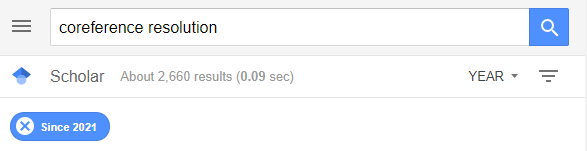 coreference resolution
Scholar About 2,660 results (0.09 sec) YEAR
Since 2021